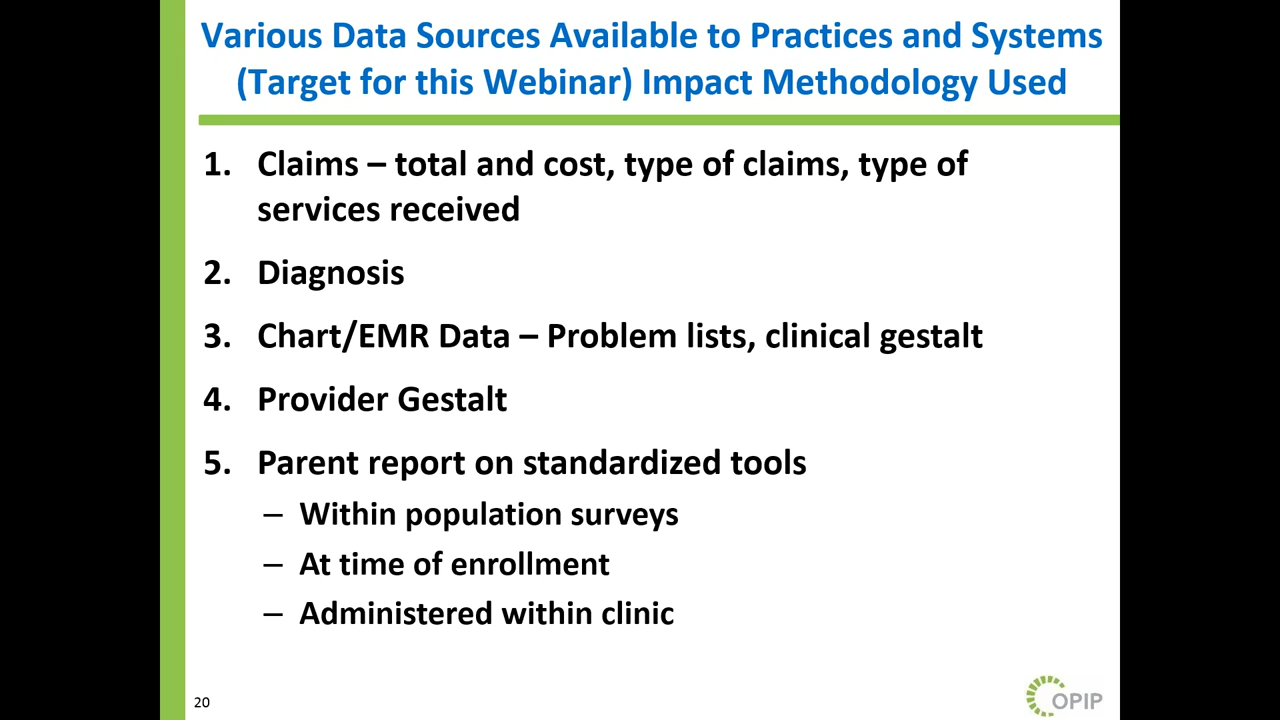 Various Data Sources Available to Practices and Systems
(Target for this Webinar) Impact Methodology Used
1. Claims – total and cost, type of claims, type of
services received
2. Diagnosis
3. Chart/EMR Data – Problem lists, clinical gestalt
4. Provider Gestalt
5. Parent report on standardized tools
– Within population surveys
– At time of enrollment
– Administered within clinic
20
OPIP